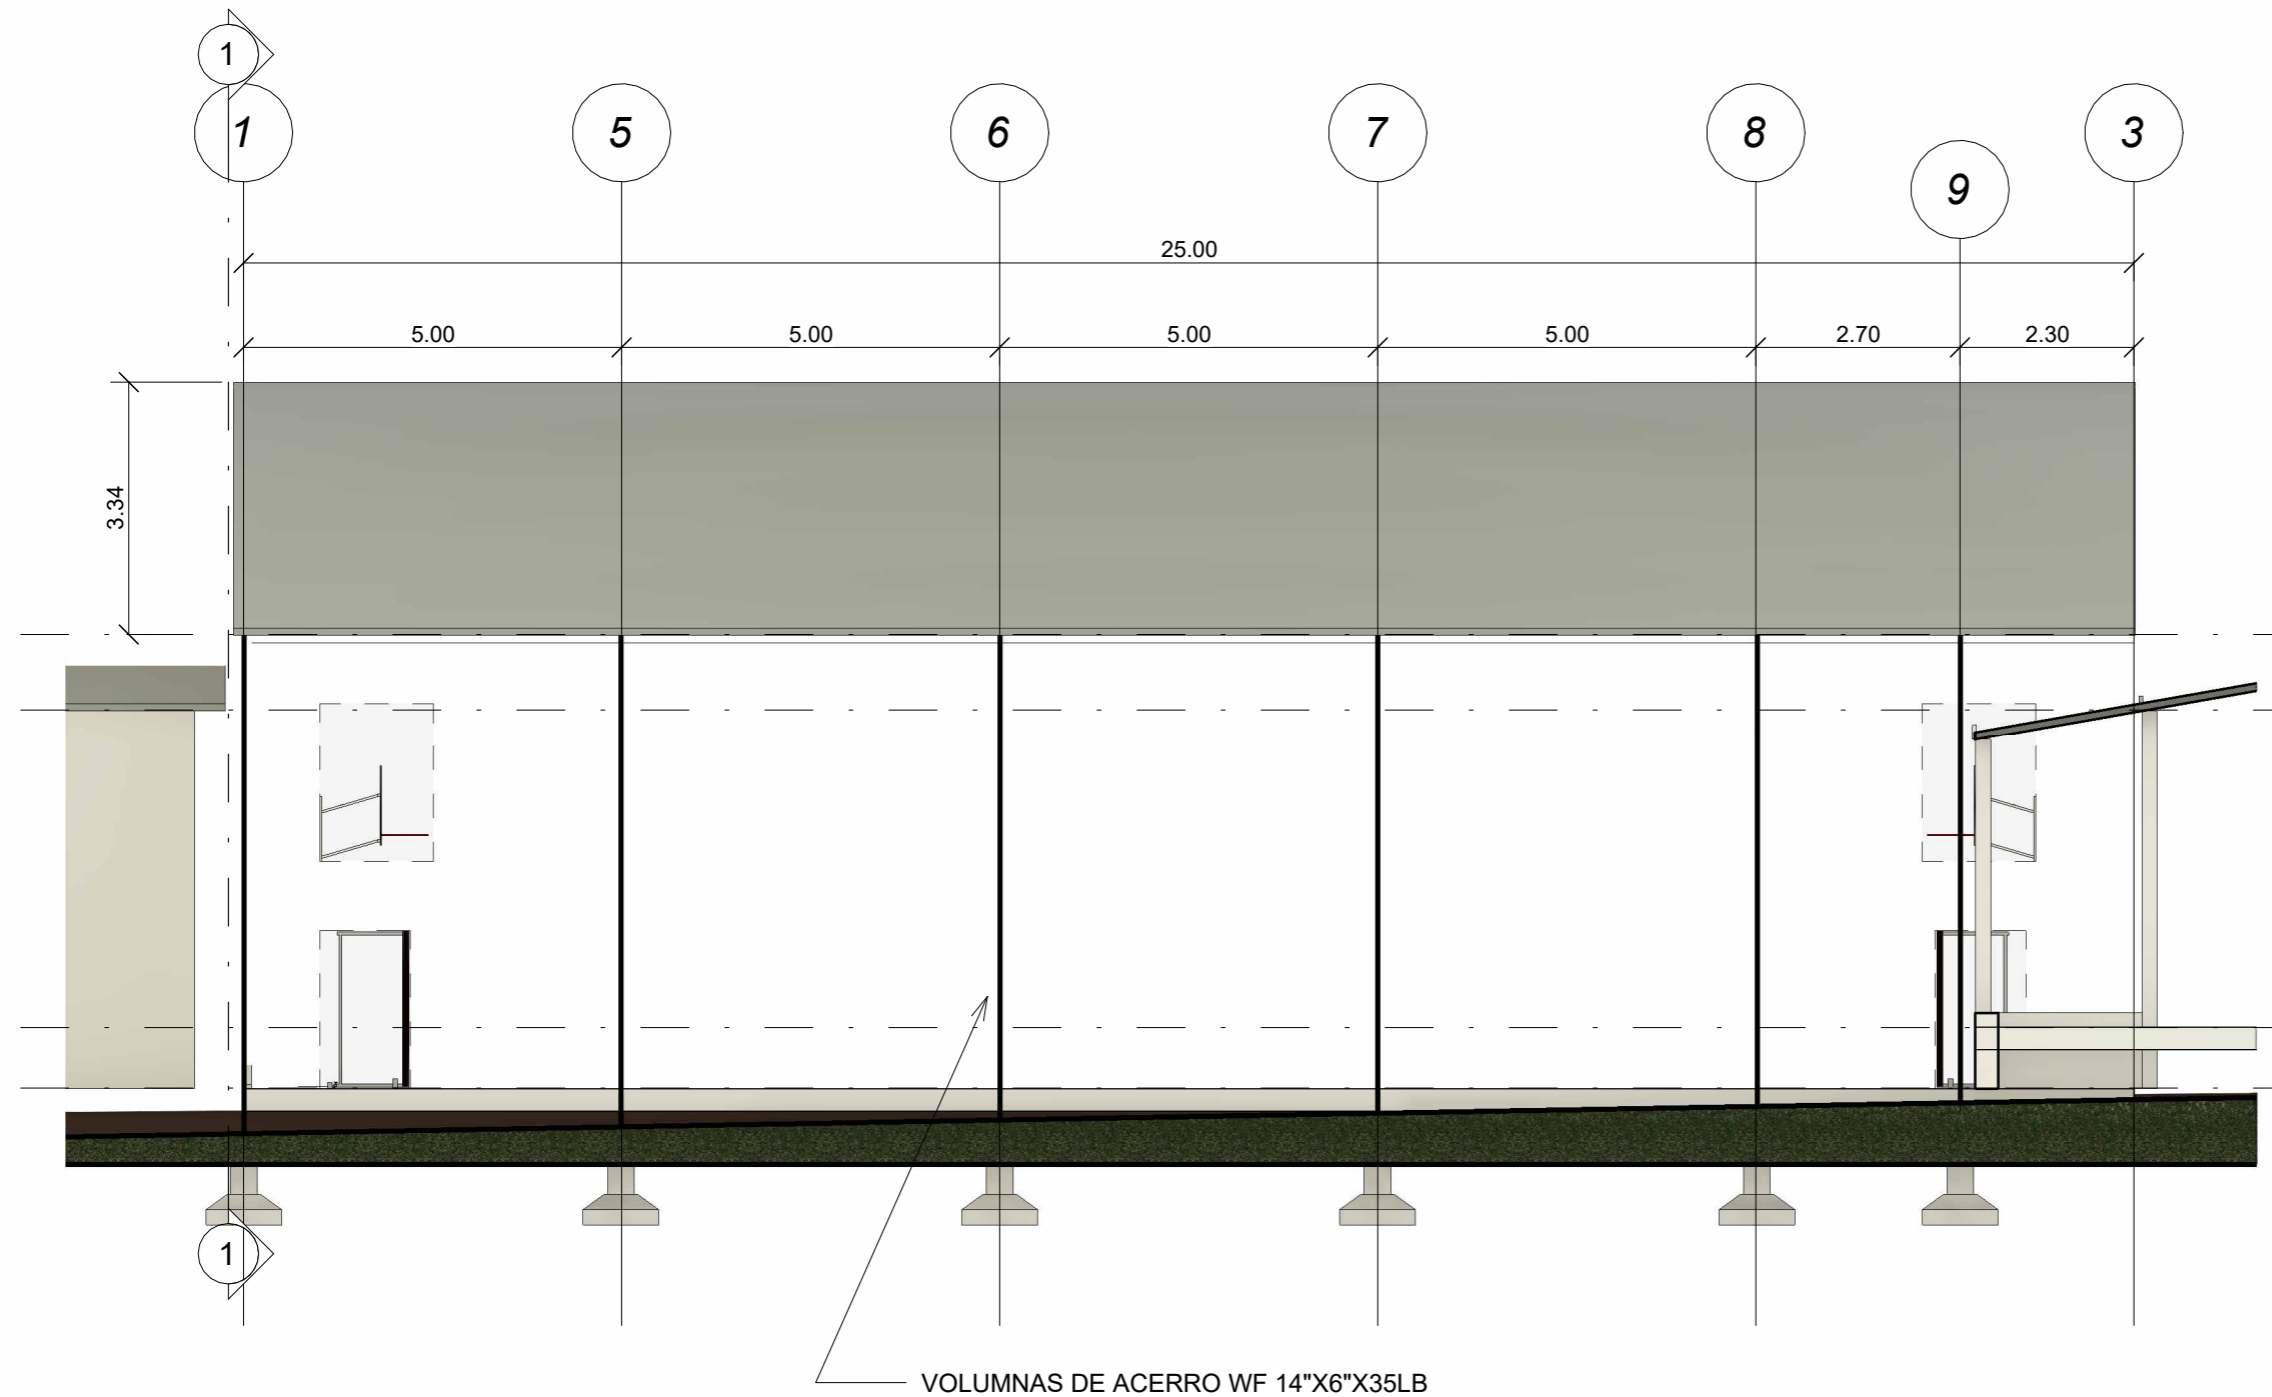 1
1 5 6 7 8 3
9
25.00
5.00 5.00 5.00 5.00 2.70 2.30
3.34
1
VOLUMNAS DE ACERRO WF 14"X6"X35LB